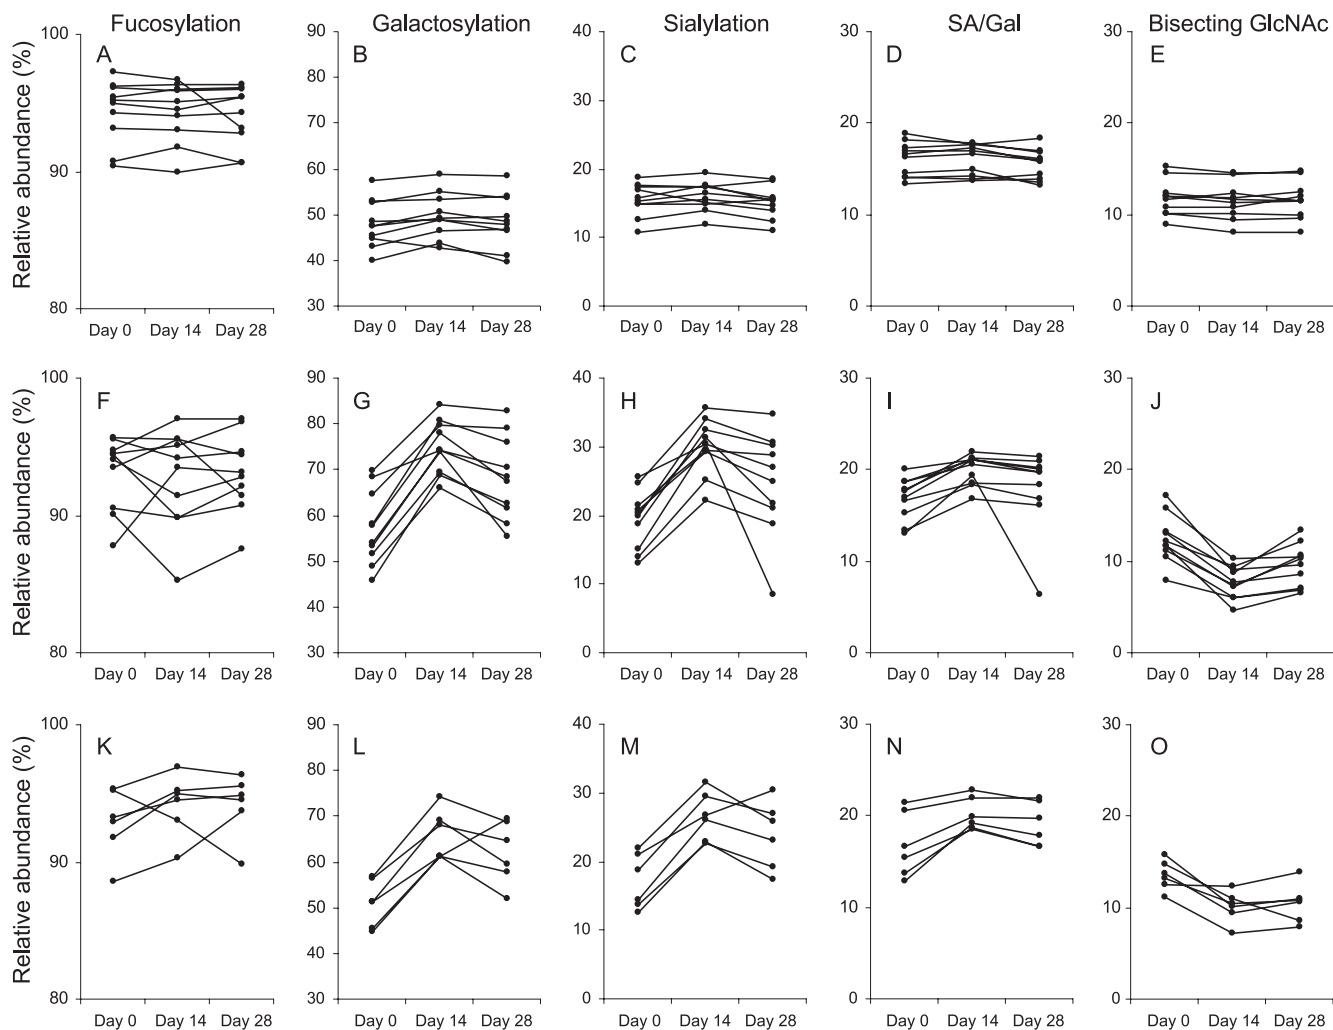 Fucosylation Galactosylation Sialylation SA/Gal Bisecting GlcNAc
Relative abundance (%)
A B C D E
100 90 40 30 30
80 30
90 70 20 20
60 20
50 10 10
40 10
80 30 0 0 0
Day 0 Day 14 Day 28 Day 0 Day 14 Day 28 Day 0 Day 14 Day 28 Day 0 Day 14 Day 28 Day 0 Day 14 Day 28
Relative abundance (%)
F G H I J
100 90 40 30 30
80 30
90 70 20 20
60 20
50 10 10
40 10
80 30 0 0 0
Day 0 Day 14 Day 28 Day 0 Day 14 Day 28 Day 0 Day 14 Day 28 Day 0 Day 14 Day 28 Day 0 Day 14 Day 28
Relative abundance (%)
K L M N O
100 90 40 30 30
80 30
90 70 20 20
60 20
50 10 10
40 10
80 30 0 0 0
Day 0 Day 14 Day 28 Day 0 Day 14 Day 28 Day 0 Day 14 Day 28 Day 0 Day 14 Day 28 Day 0 Day 14 Day 28